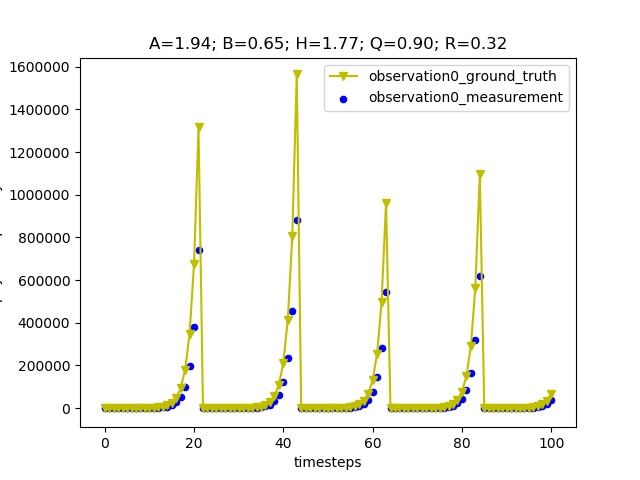 A=1.94; B=0.65; H=1.77; Q=0.90; R=0.32
observation0_ground_truth
observation0_measurement
1600000
1400000
1200000
1000000
800000
600000
400000
200000
0
0 20 40 60 80 100
timesteps